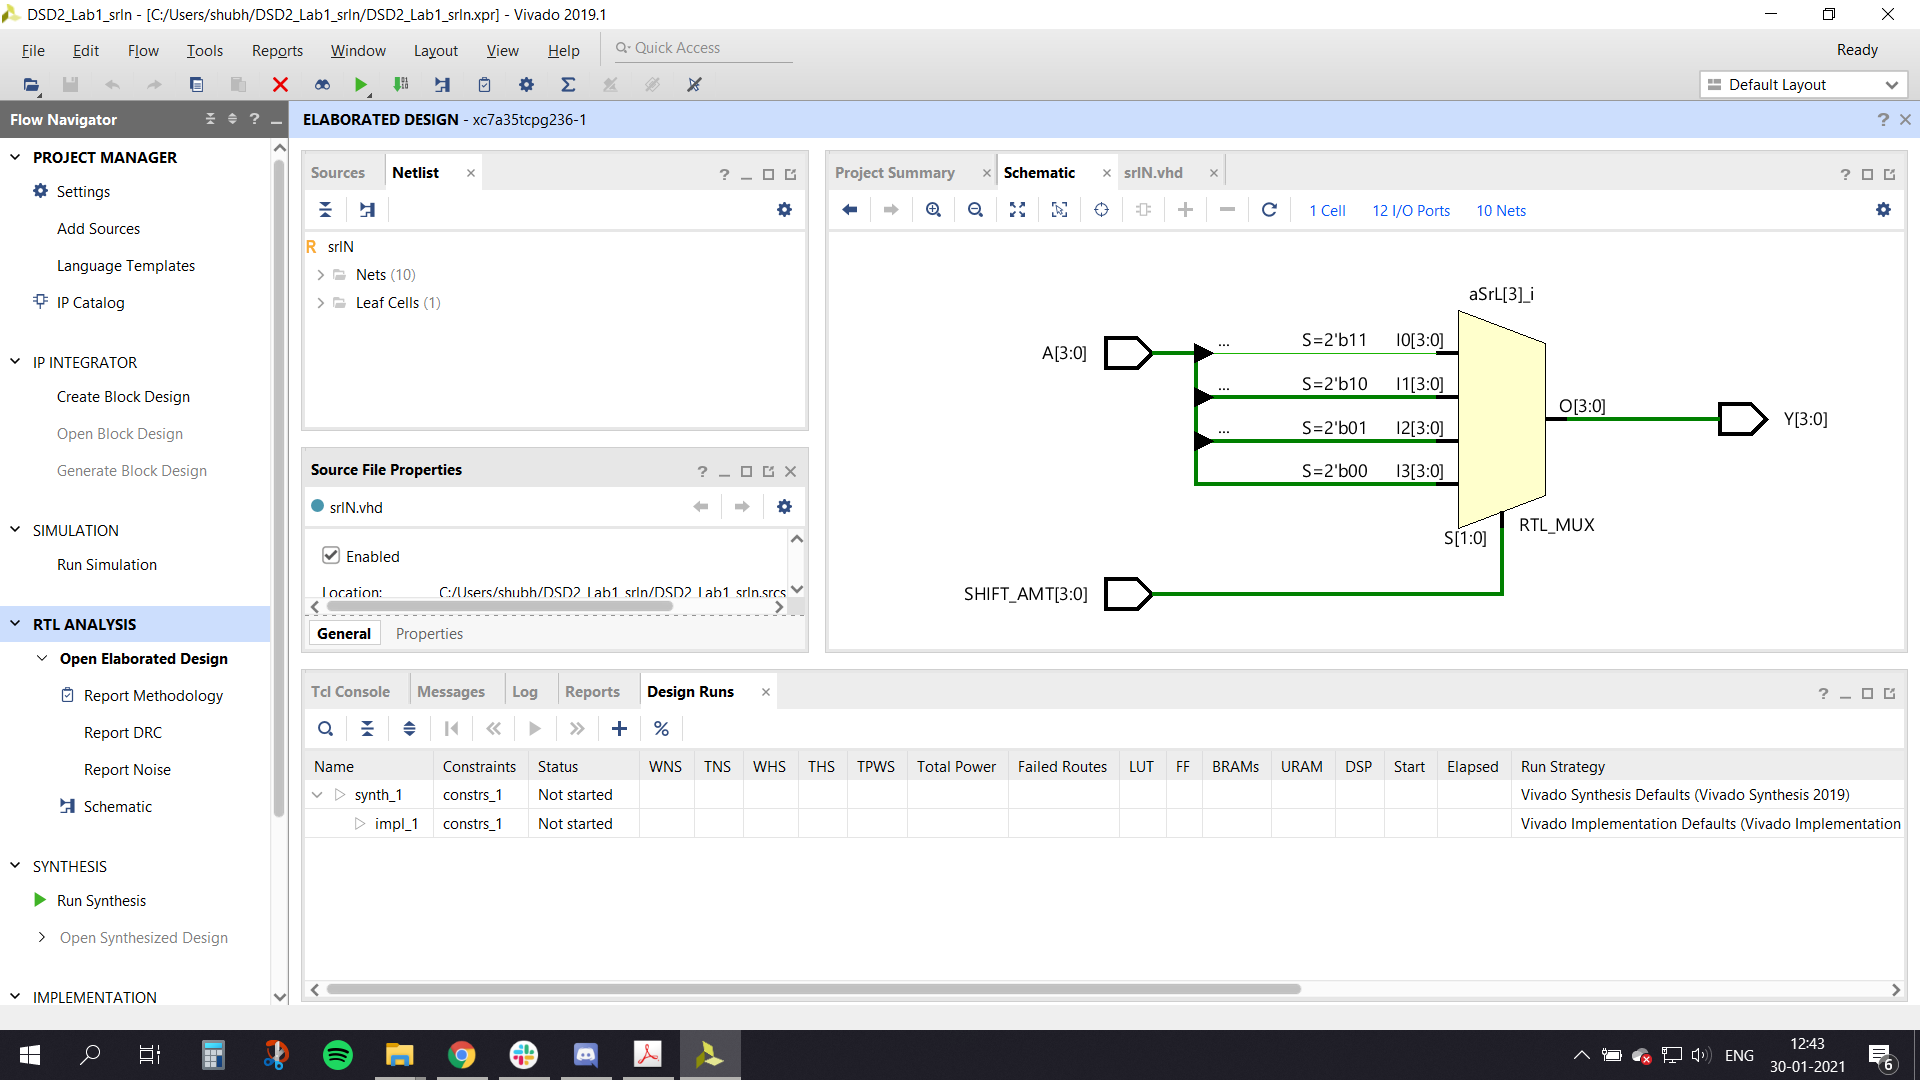 DSD2_Lab1_srln - [C:/Users/shubh/DSD2_Lab1_srln/DSD2_Lab1_srln.xpr] - Vivado 2019.1
File Edit Flow Tools Reports Window Layout View Help Quick Access Ready
Default Layout
Flow Navigator
PROJECT MANAGER
Settings
Add Sources
Language Templates
IP Catalog
IP INTEGRATOR
Create Block Design
Open Block Design
Generate Block Design
SIMULATION
Run Simulation
RTL ANALYSIS
Open Elaborated Design
Report Methodology
Report DRC
Report Noise
Schematic
SYNTHESIS
Run Synthesis
Open Synthesized Design
IMPLEMENTATION
ELABORATED DESIGN - xc7a35tcpg236-1
Sources Netlist
srlN
Nets (10)
Leaf Cells (1)
Source File Properties
srlN.vhd
Enabled
Location: C:/Users/shubh/DSD2_Lab1_srln/DSD2_Lab1_srln.srcs
General Properties
Project Summary Schematic srlN.vhd
1 Cell 12 I/O Ports 10 Nets
aSrL[3]_i
A[3:0] ... S=2'b11 I0[3:0]
... S=2'b10 I1[3:0]
O[3:0] Y[3:0]
... S=2'b01 I2[3:0]
S=2'b00 I3[3:0]
S[1:0] RTL_MUX
SHIFT_AMT[3:0]
Tcl Console Messages Log Reports Design Runs
Name Constraints Status WNS TNS WHS THS TPWS Total Power Failed Routes LUT FF BRAMs URAM DSP Start Elapsed Run Strategy
synth_1 constrs_1 Not started Vivado Synthesis Defaults (Vivado Synthesis 2019)
impl_1 constrs_1 Not started Vivado Implementation Defaults (Vivado Implementation
ENG
12:43
30-01-2021
6